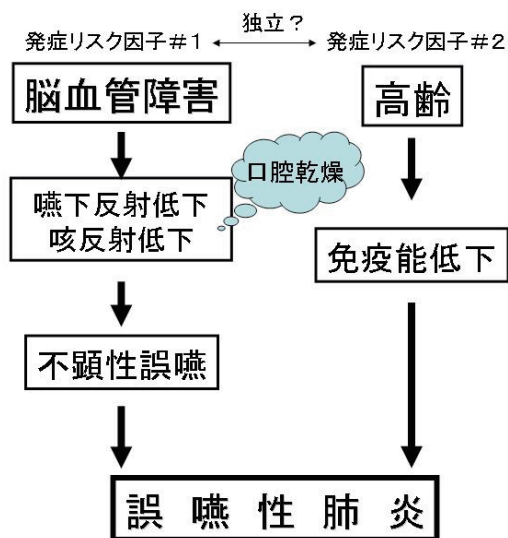 独立？
発症リスク因子＃１
発症リスク因子＃２
脳血管障害
高齢
口腔乾燥
嚥下反射低下
咳反射低下
免疫能低下
不顕性誤嚥
誤嚥性肺炎